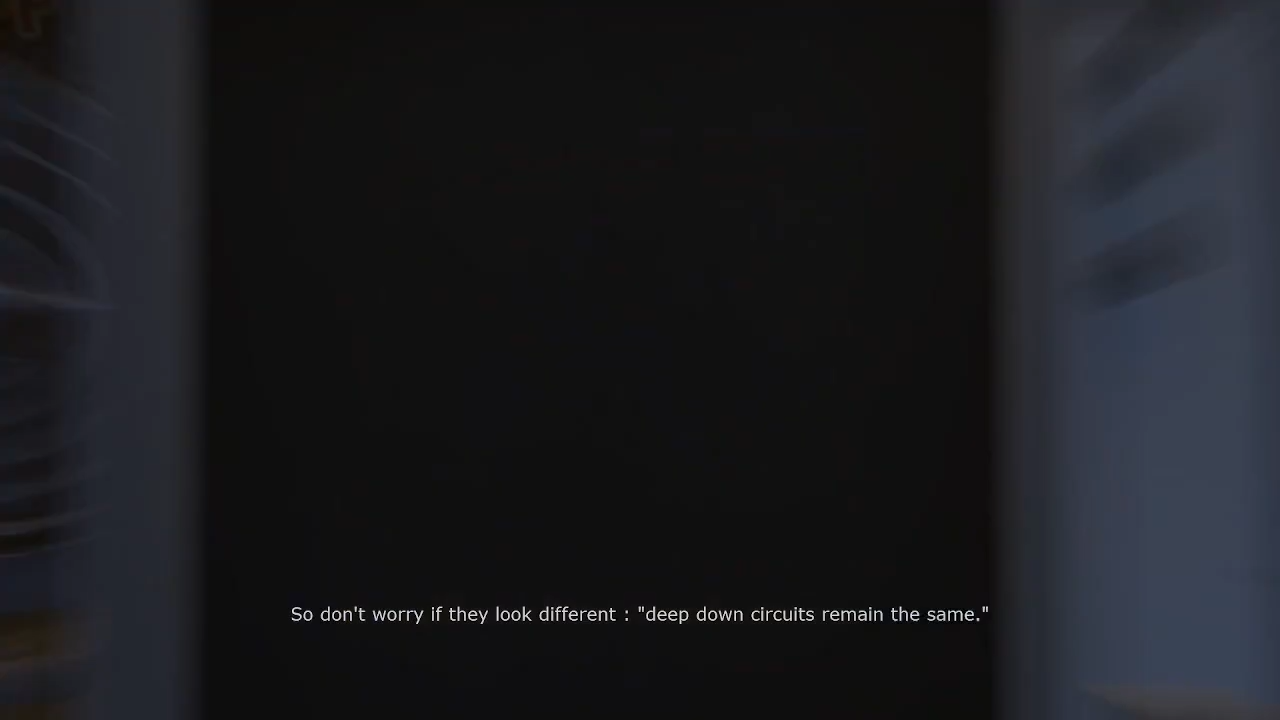 So don't worry if they look different : "deep down circuits remain the same."